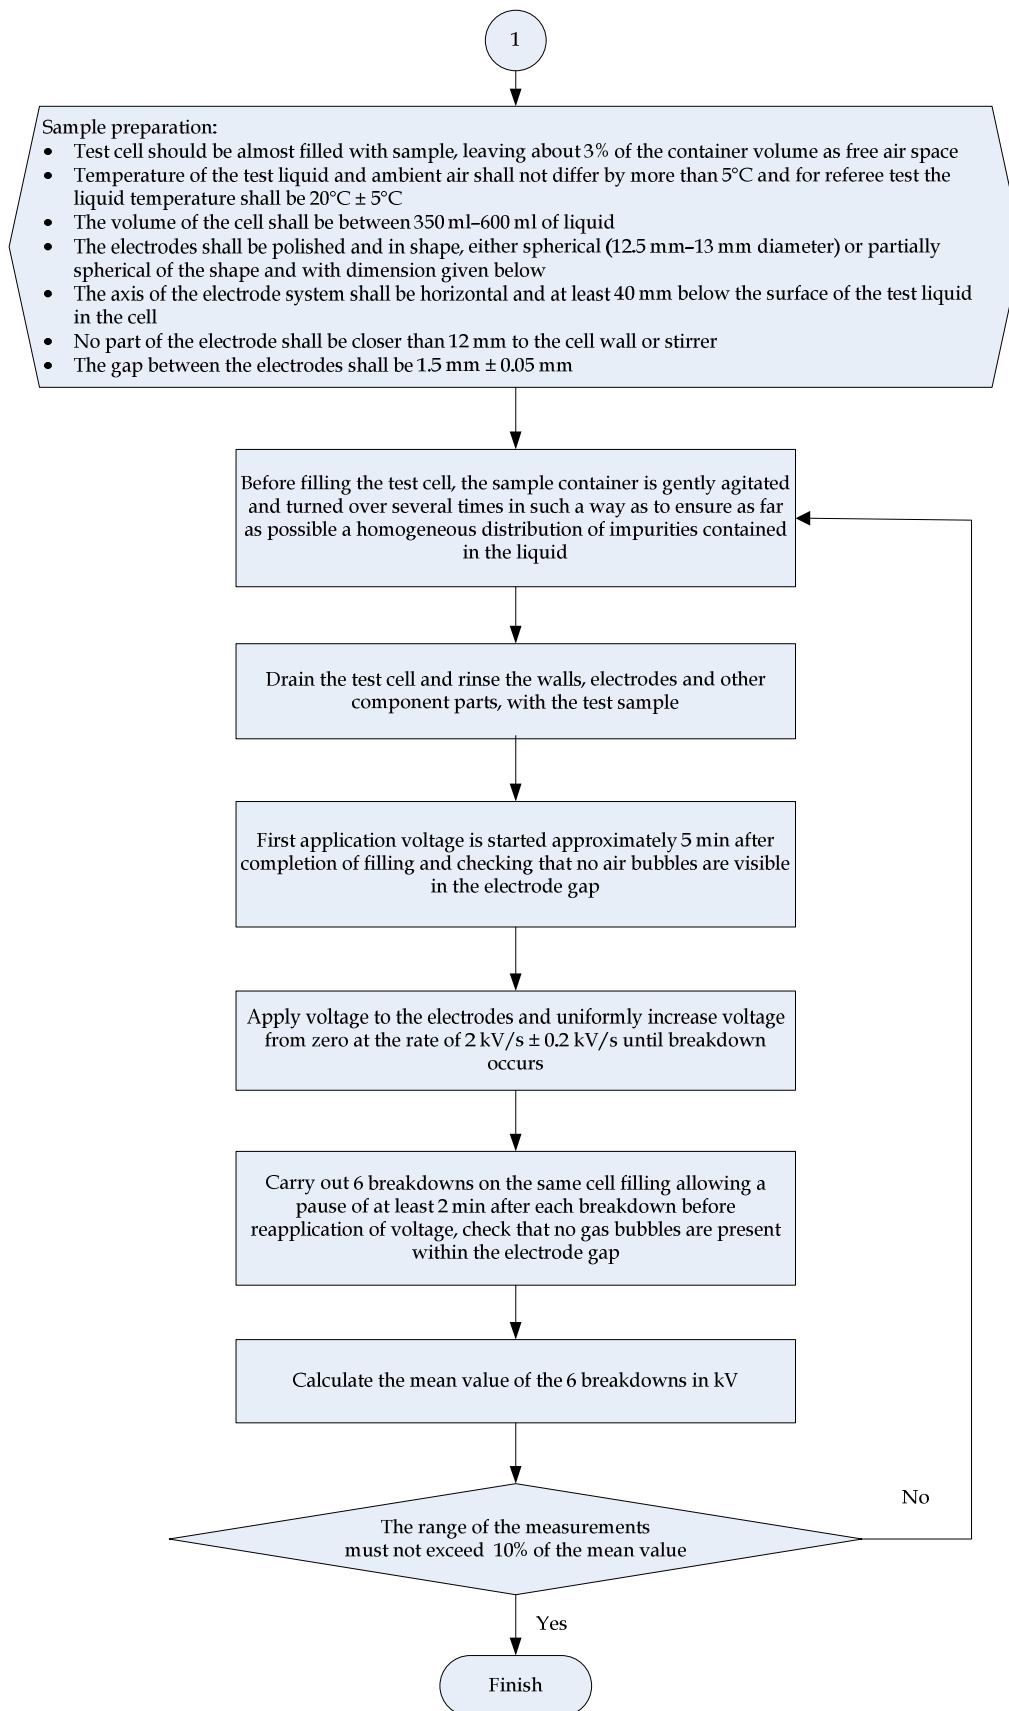 1
Sample preparation:
• Test cell should be almost filled with sample, leaving about 3% of the container volume as free air space
• Temperature of the test liquid and ambient air shall not differ by more than 5°C and for referee test the
liquid temperature shall be 20°C ± 5°C
• The volume of the cell shall be between 350 ml–600 ml of liquid
• The electrodes shall be polished and in shape, either spherical (12.5 mm–13 mm diameter) or partially
spherical of the shape and with dimension given below
• The axis of the electrode system shall be horizontal and at least 40 mm below the surface of the test liquid
in the cell
• No part of the electrode shall be closer than 12 mm to the cell wall or stirrer
• The gap between the electrodes shall be 1.5 mm ± 0.05 mm
Before filling the test cell, the sample container is gently agitated
and turned over several times in such a way as to ensure as far
as possible a homogeneous distribution of impurities contained
in the liquid
Drain the test cell and rinse the walls, electrodes and other
component parts, with the test sample
First application voltage is started approximately 5 min after
completion of filling and checking that no air bubbles are visible
in the electrode gap
Apply voltage to the electrodes and uniformly increase voltage
from zero at the rate of 2 kV/s ± 0.2 kV/s until breakdown
occurs
Carry out 6 breakdowns on the same cell filling allowing a
pause of at least 2 min after each breakdown before
reapplication of voltage, check that no gas bubbles are present
within the electrode gap
Calculate the mean value of the 6 breakdowns in kV
No
The range of the measurements
must not exceed 10% of the mean value
Yes
Finish